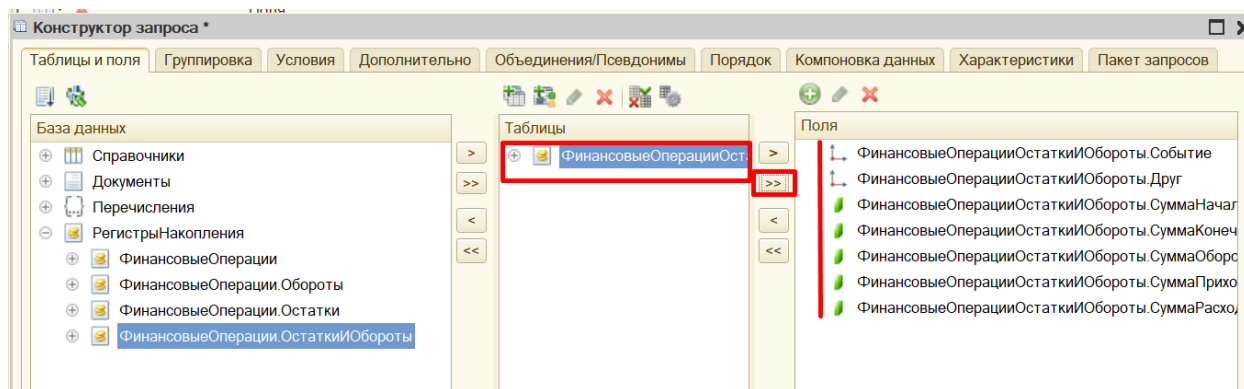 Конструктор запроса *
Таблицы и поля Группировка Условия Дополнительно Объединения/Псевдонимы Порядок Компоновка данных Характеристики Пакет запросов
База данных
Справочники
Документы
Перечисления
РегистрыНакопления
ФинансовыеОперации
ФинансовыеОперации.Обороты
ФинансовыеОперации.Остатки
ФинансовыеОперации.ОстаткиИОбороты
>
>>
<
<<
Таблицы
ФинансовыеОперацииОст
>
>>
<
<<
Поля
ФинансовыеОперацииОстаткиИОбороты.Событие
ФинансовыеОперацииОстаткиИОбороты.Друг
ФинансовыеОперацииОстаткиИОбороты.СуммаНачал
ФинансовыеОперацииОстаткиИОбороты.СуммаКонеч
ФинансовыеОперацииОстаткиИОбороты.СуммаОборо
ФинансовыеОперацииОстаткиИОбороты.СуммаПрихо
ФинансовыеОперацииОстаткиИОбороты.СуммаРасход